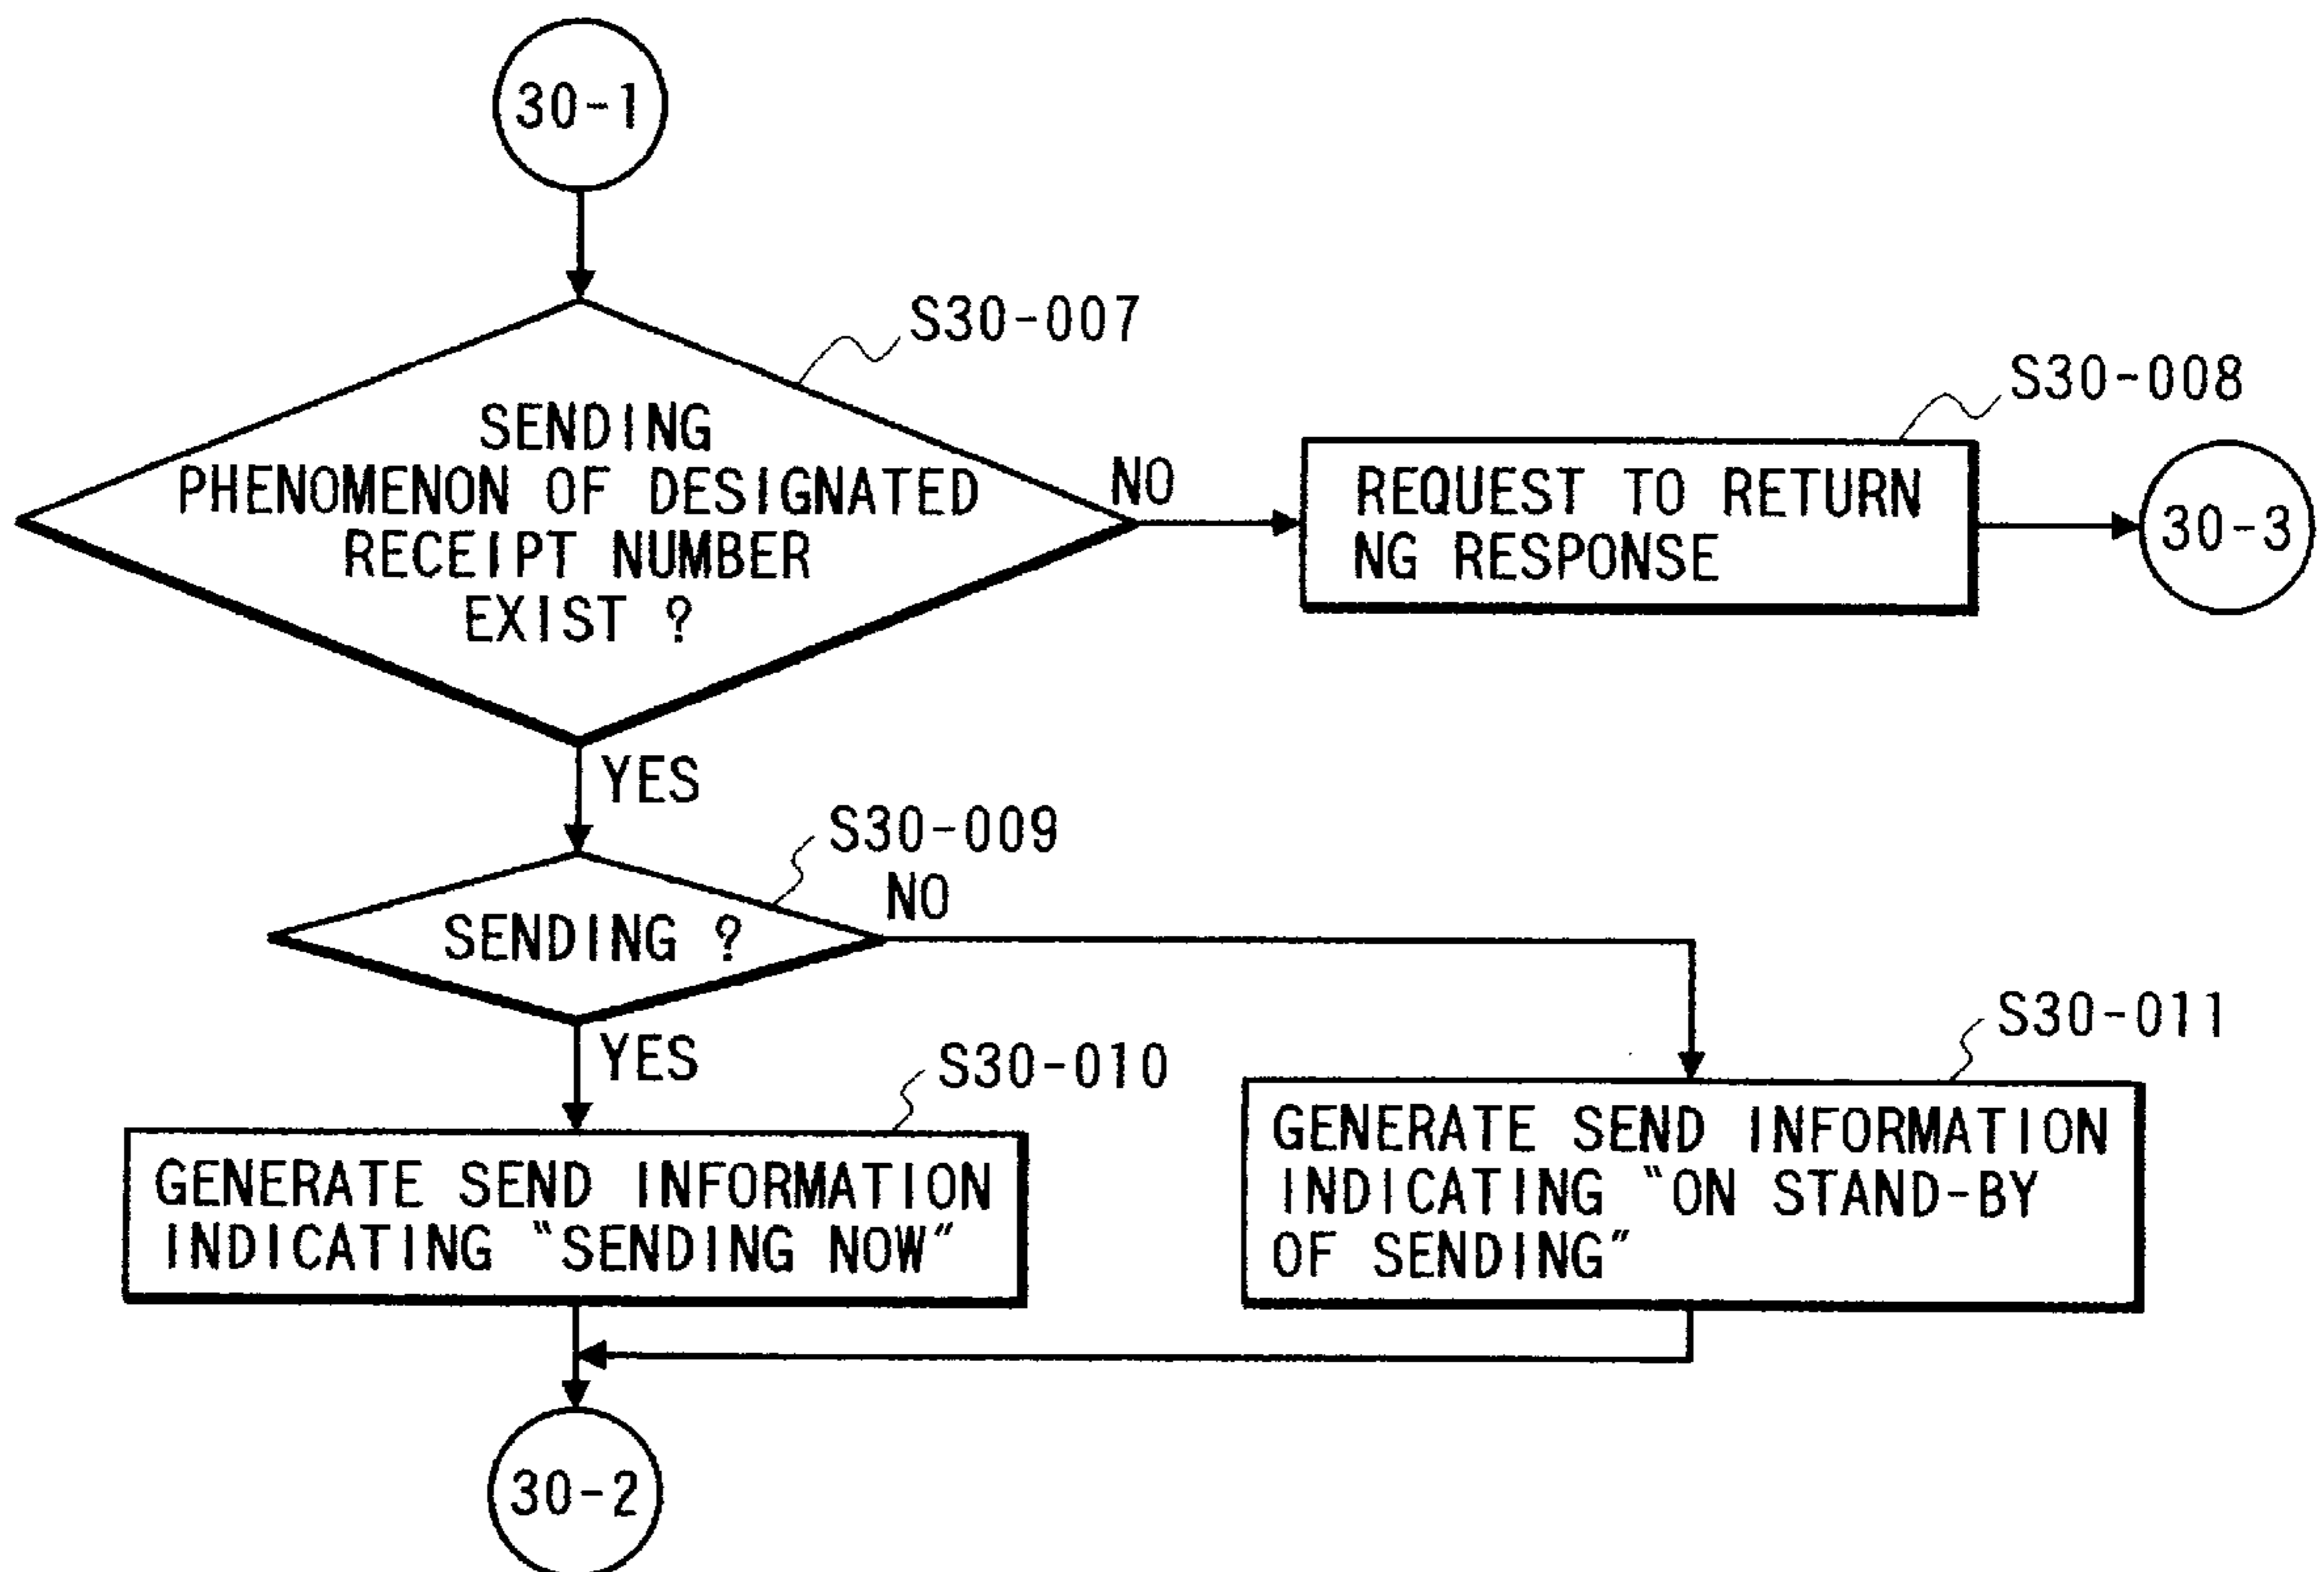 30-1
S30-007
SENDING
PHENOMENON OF DESIGNATED
RECEIPT NUMBER
EXIST ?
NO
S30-008
REQUEST TO RETURN
NG RESPONSE
30-3
YES
S30-009
SENDING ?
NO
YES
S30-010
GENERATE SEND INFORMATION
INDICATING "SENDING NOW"
S30-011
GENERATE SEND INFORMATION
INDICATING "ON STAND-BY
OF SENDING"
30-2